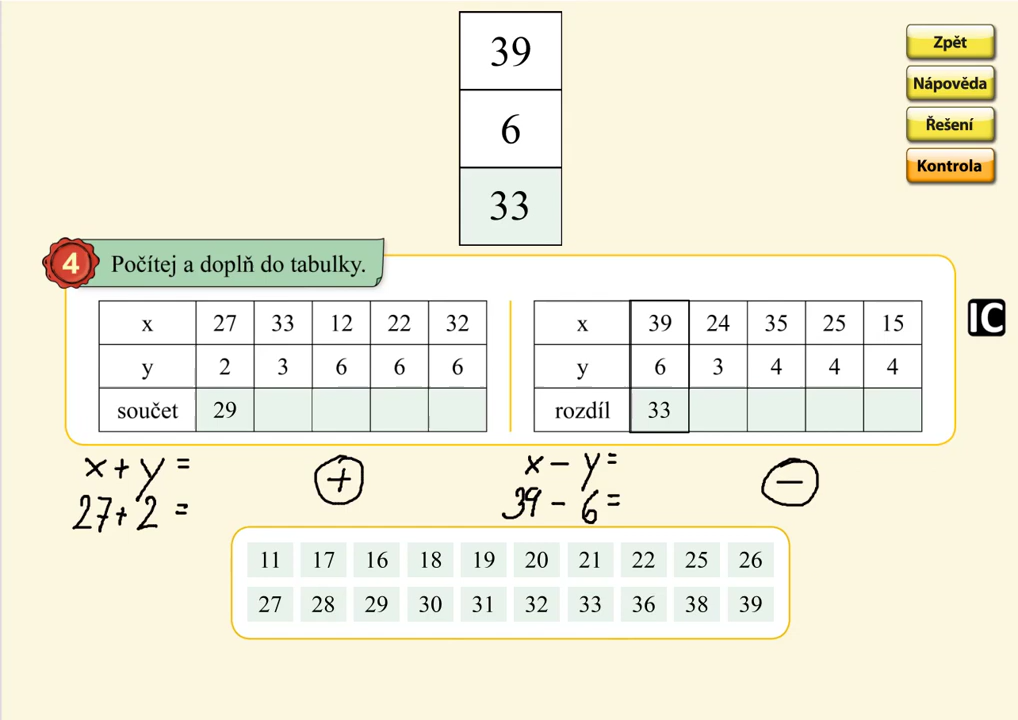 39
6
33
Zpět
Nápověda
Řešení
Kontrola
4 Počítej a doplň do tabulky.
x 27 33 12 22 32
y 2 3 6 6 6
součet 29
x 39 24 35 25 15
y 6 3 4 4 4
rozdíl 33
IC
x + y =
27 + 2 =
+
x - y =
39 - 6 =
-
11 17 16 18 19 20 21 22 25 26
27 28 29 30 31 32 33 36 38 39